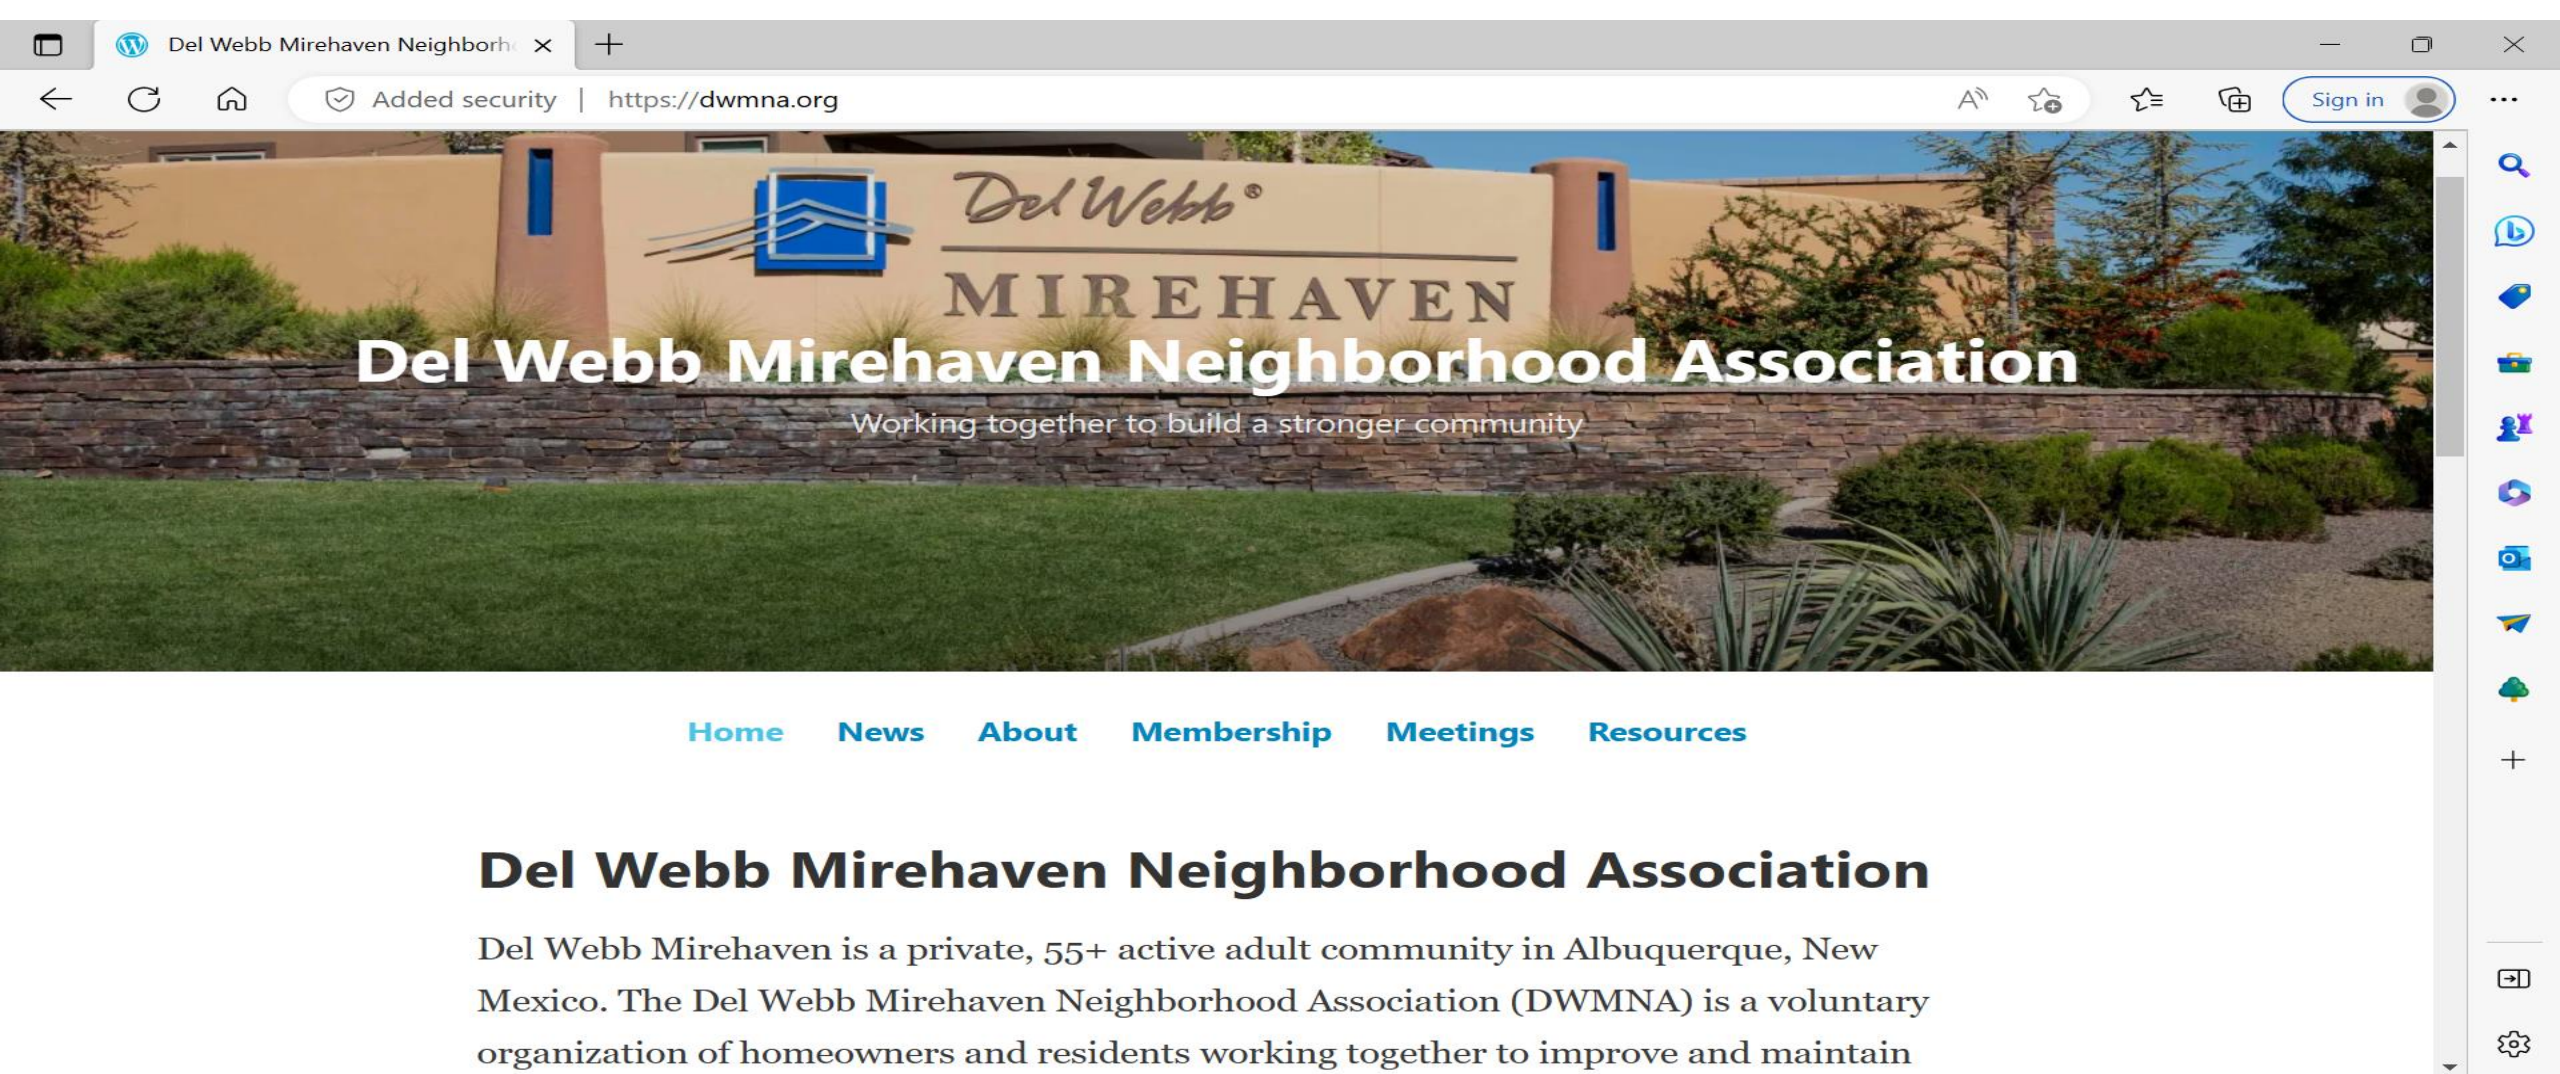 Del Webb Mirehaven Neighborho
Added security | https://dwmna.org
Sign in
Del Webb®
MIREHAVEN
Del Webb Mirehaven Neighborhood Association
Working together to build a stronger community
Home News About Membership Meetings Resources
Del Webb Mirehaven Neighborhood Association
Del Webb Mirehaven is a private, 55+ active adult community in Albuquerque, New
Mexico. The Del Webb Mirehaven Neighborhood Association (DWMNA) is a voluntary
organization of homeowners and residents working together to improve and maintain